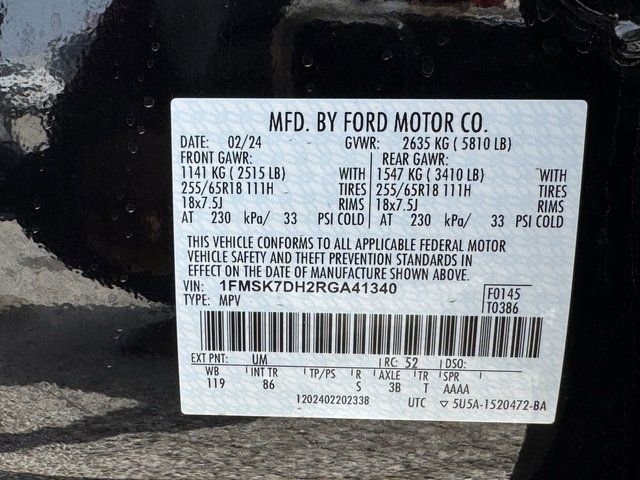 MFD. BY FORD MOTOR CO.
DATE: 02/24 GVWR: 2635 KG ( 5810 LB)
FRONT GAWR: REAR GAWR:
1141 KG ( 2515 LB) WITH 1547 KG ( 3410 LB) WITH
255/65R18 111H TIRES 255/65R18 111H TIRES
18x7.5J RIMS 18x7.5J RIMS
AT 230 kPa/ 33 PSI COLD AT 230 kPa/ 33 PSI COLD
THIS VEHICLE CONFORMS TO ALL APPLICABLE FEDERAL MOTOR
VEHICLE SAFETY AND THEFT PREVENTION STANDARDS IN
EFFECT ON THE DATE OF MANUFACTURE SHOWN ABOVE.
VIN: 1FMSK7DH2RGA41340
TYPE: MPV
F0145
T0386
EXT PNT: UM RC: 52 DSO:
WB INT TR TP/PS R AXLE TR SPR
119 86 S 3B T AAAA
1202402202338 UTC ▽ 5U5A-1520472-BA